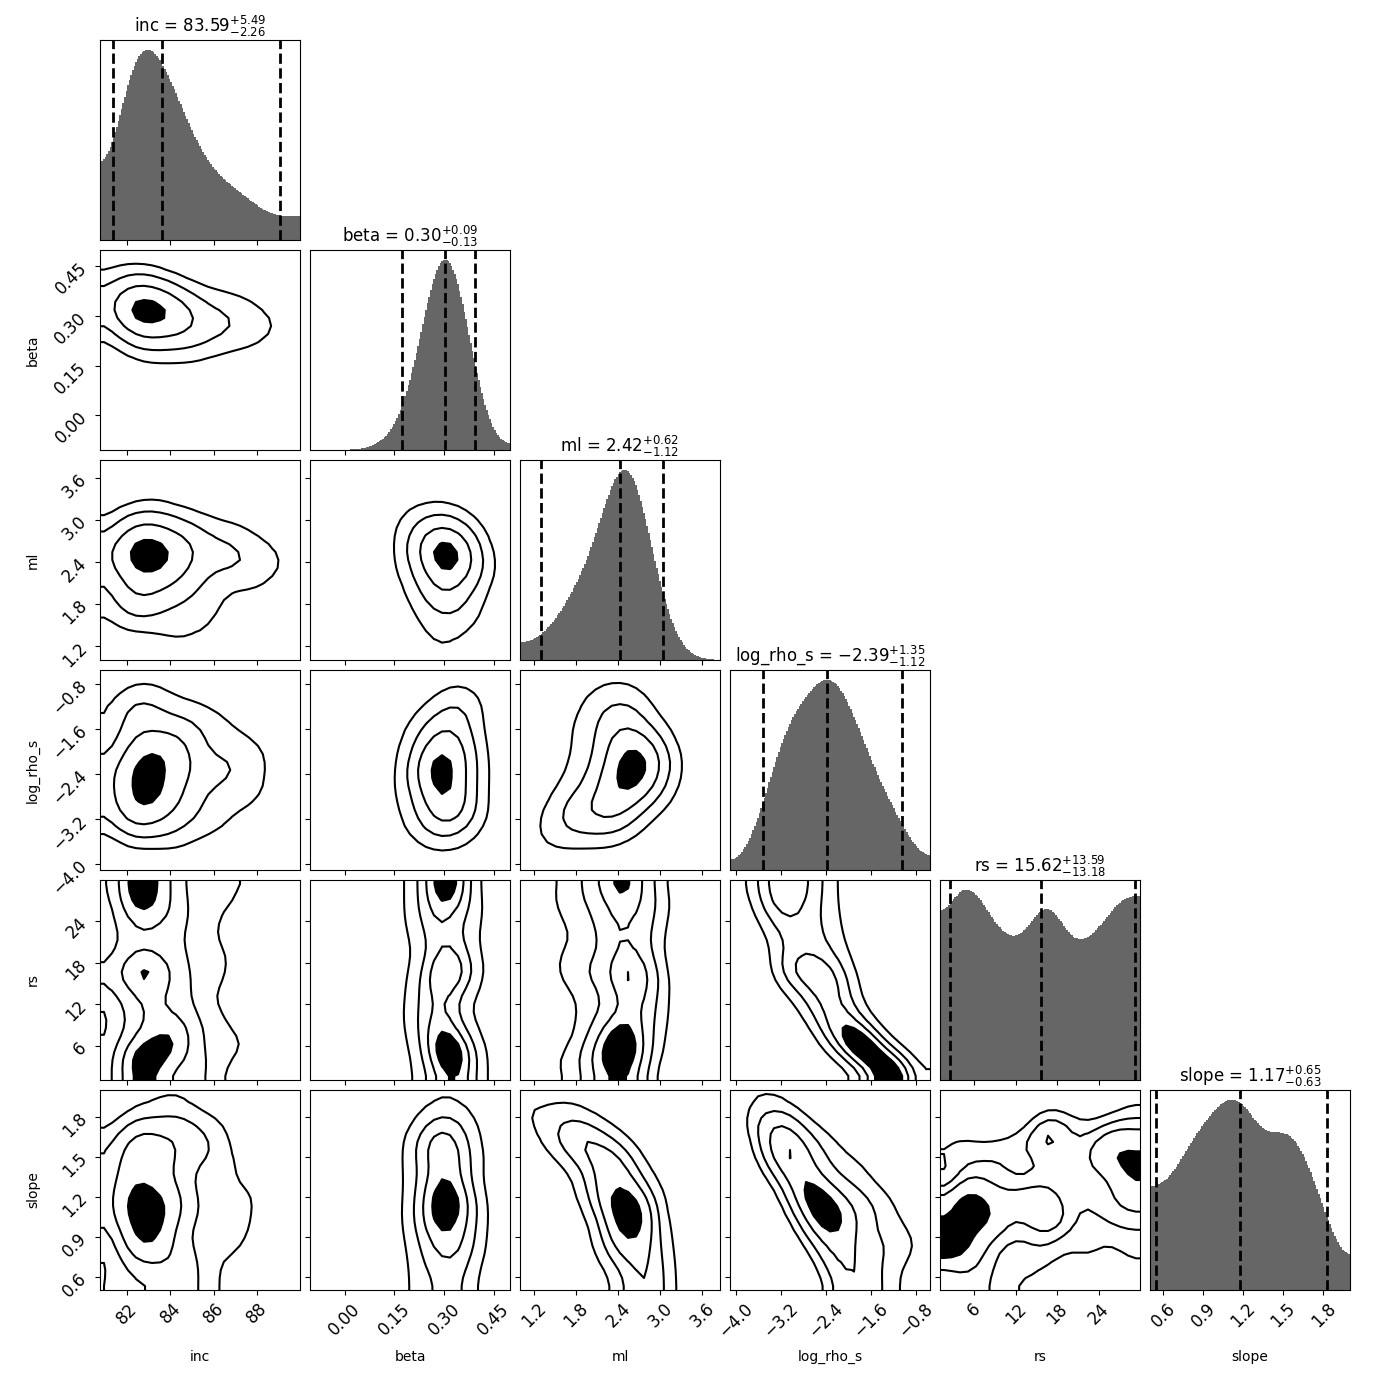 inc = 83.59+5.49−2.26
beta = 0.30+0.09−0.13
0.45
0.30
0.15
0.00
beta
ml = 2.42+0.62−1.12
3.6
3.0
2.4
1.8
1.2
ml
log_rho_s = −2.39+1.35−1.12
−0.8
−1.6
−2.4
−3.2
−4.0
log_rho_s
rs = 15.62+13.59−13.18
24
18
12
6
rs
slope = 1.17+0.65−0.63
1.8
1.5
1.2
0.9
0.6
slope
82 84 86 88
0.00 0.15 0.30 0.45
1.2 1.8 2.4 3.0 3.6
−4.0 −3.2 −2.4 −1.6 −0.8
6 12 18 24
0.6 0.9 1.2 1.5 1.8
inc beta ml log_rho_s rs slope